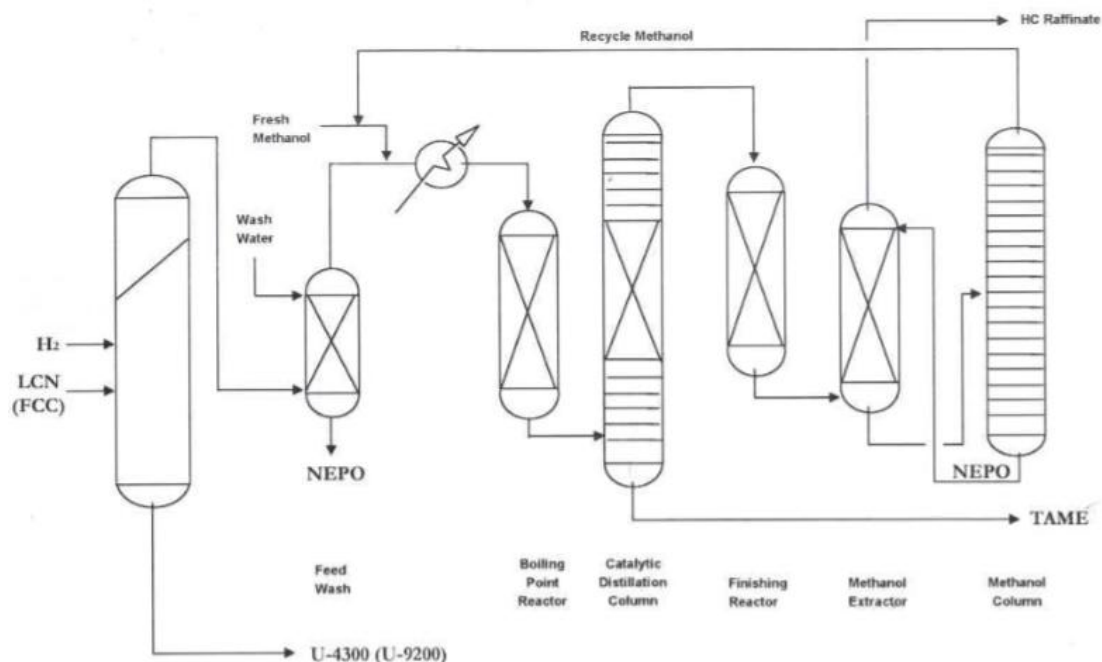 HC Raffinate
Recycle Methanol
Fresh
Methanol
Wash
Water
H₂
LCN
(FCC)
NEPO
NEPO
TAME
Feed
Wash
Boiling
Point
Reactor
Catalytic
Distillation
Column
Finishing
Reactor
Methanol
Extractor
Methanol
Column
U-4300 (U-9200)